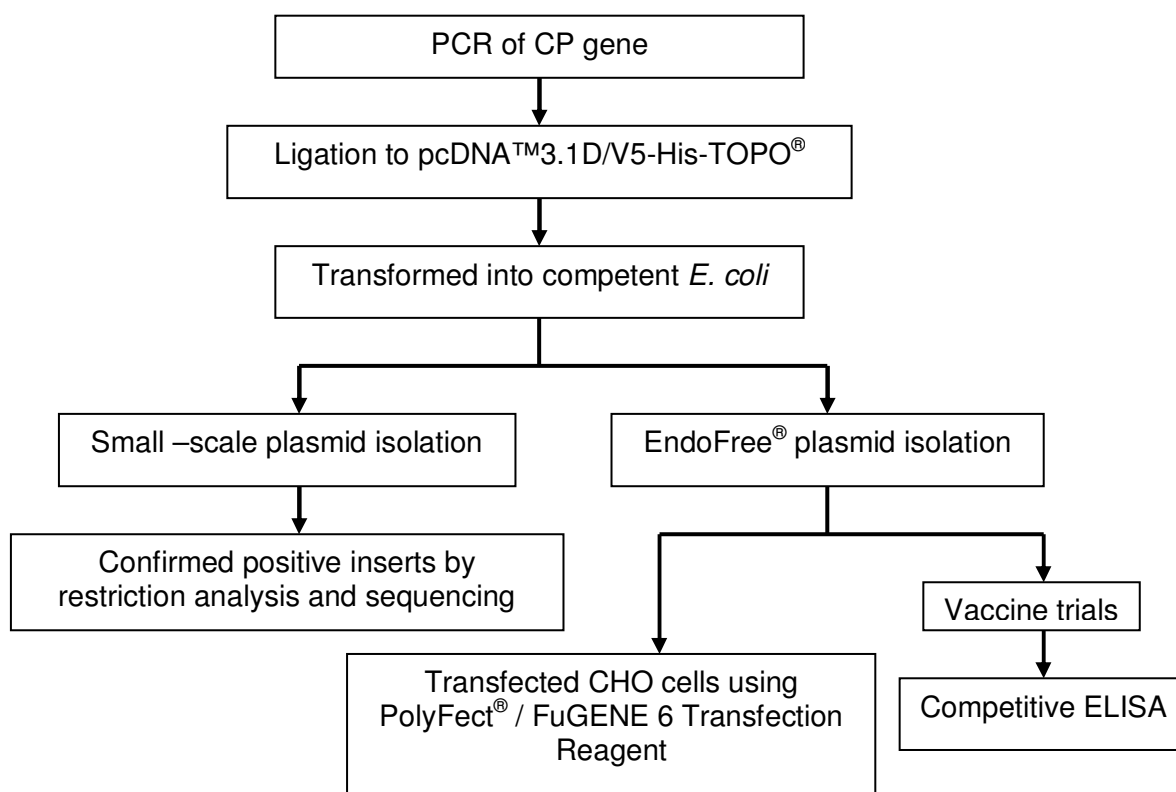 PCR of CP gene
Ligation to pcDNA™3.1D/V5-His-TOPO®
Transformed into competent E. coli
Small –scale plasmid isolation
EndoFree® plasmid isolation
Confirmed positive inserts by
restriction analysis and sequencing
Vaccine trials
Transfected CHO cells using
PolyFect® / FuGENE 6 Transfection
Reagent
Competitive ELISA